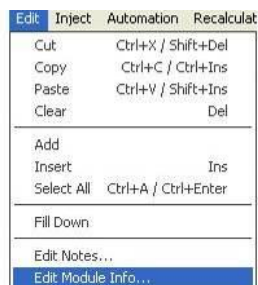 Edit Inject Automation Recalculat
Cut Ctrl+X / Shift+Del
Copy Ctrl+C / Ctrl+Ins
Paste Ctrl+V / Shift+Ins
Clear Del
Add
Insert Ins
Select All Ctrl+A / Ctrl+Enter
Fill Down
Edit Notes...
Edit Module Info...